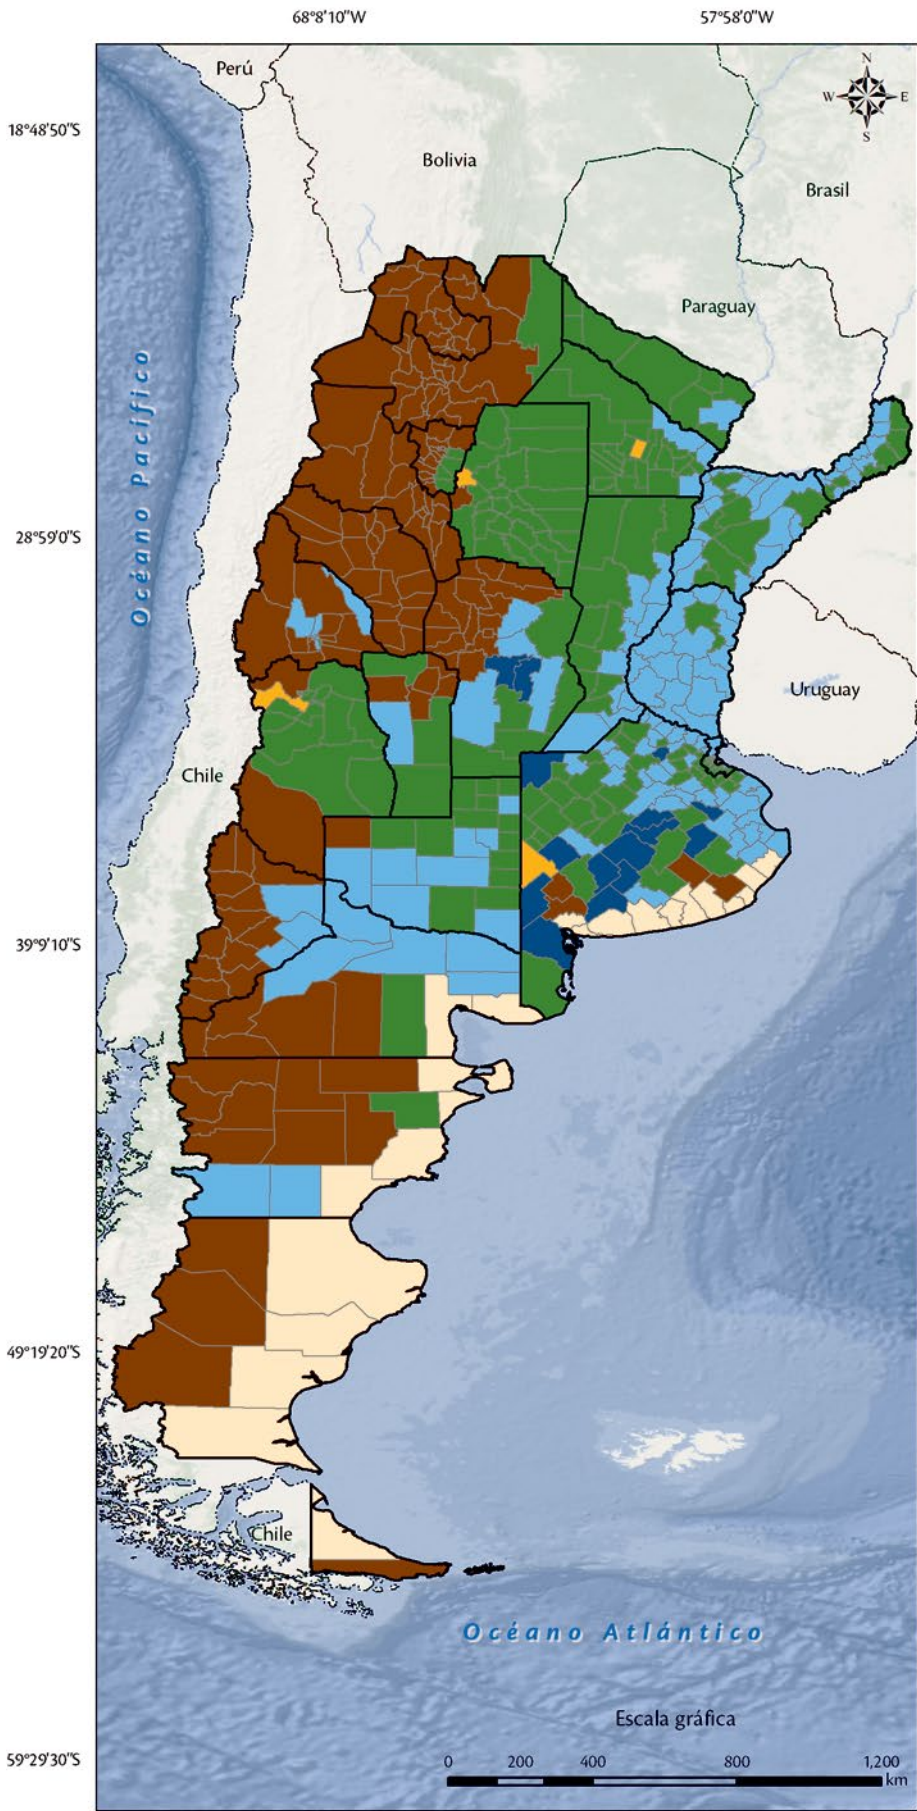 68°8'10"W 57°58'0"W
Perú
N
W E
S
18°48'50"S
Bolivia
Brasil
Paraguay
Océano Pacífico
28°59'0"S
Uruguay
Chile
39°9'10"S
49°19'20"S
Chile
Océano Atlántico
Escala gráfica
59°29'30"S
0 200 400 800 1,200
km